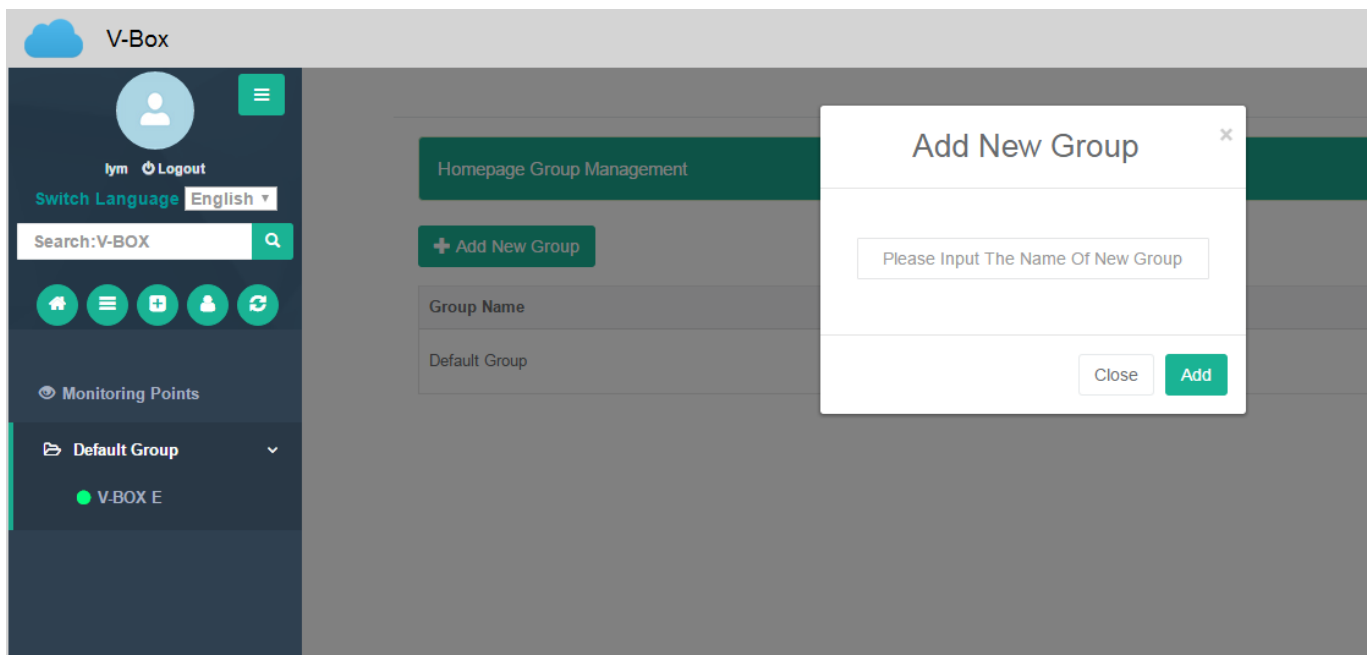 V-Box
lym Logout
Switch Language English
Search:V-BOX
Monitoring Points
Default Group
V-BOX E
Homepage Group Management
Add New Group
Group Name
Default Group
Add New Group
×
Please Input The Name Of New Group
Close Add